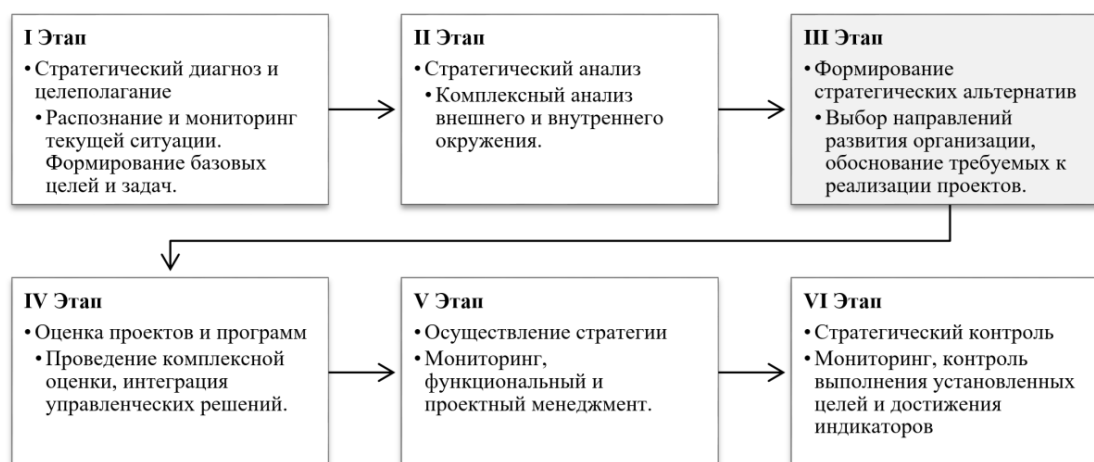 I Этап
• Стратегический диагноз и
целеполагание
• Распознание и мониторинг
текущей ситуации.
Формирование базовых
целей и задач.
II Этап
• Стратегический анализ
• Комплексный анализ
внешнего и внутреннего
окружения.
III Этап
• Формирование
стратегических альтернатив
• Выбор направлений
развития организации,
обоснование требуемых к
реализации проектов.
IV Этап
• Оценка проектов и программ
• Проведение комплексной
оценки, интеграция
управленческих решений.
V Этап
• Осуществление стратегии
• Мониторинг,
функциональный и
проектный менеджмент.
VI Этап
• Стратегический контроль
• Мониторинг, контроль
выполнения установленных
целей и достижения
индикаторов